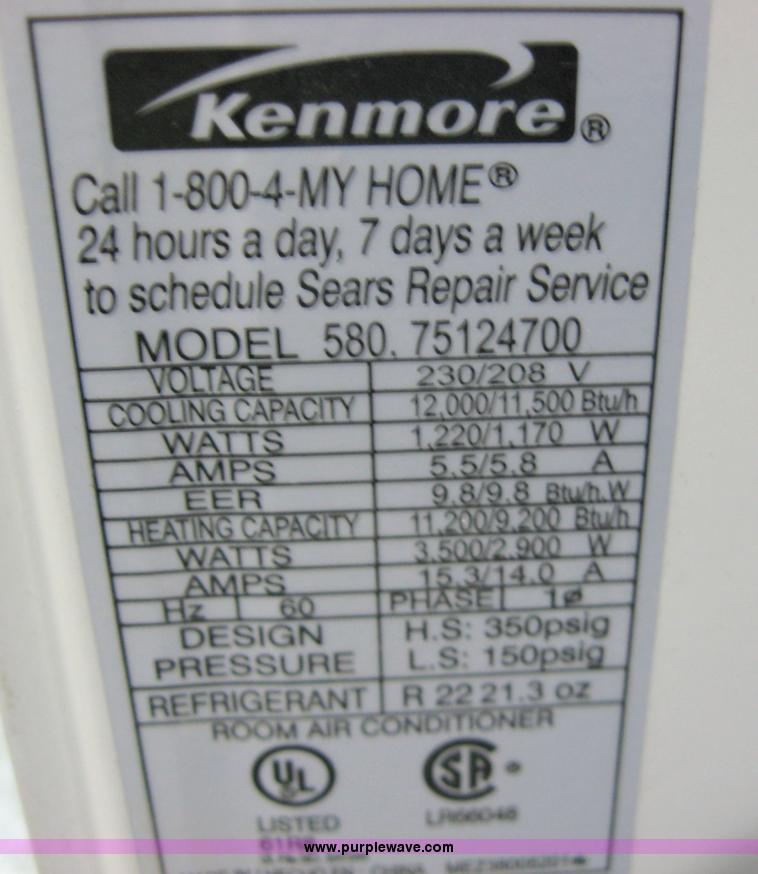 Kenmore®
Call 1-800-4-MY HOME®
24 hours a day, 7 days a week
to schedule Sears Repair Service
MODEL 580. 75124700
VOLTAGE 230/208 V
COOLING CAPACITY 12,000/11,500 Btu/h
WATTS 1,220/1,170 W
AMPS 5.5/5.8 A
EER 9.8/9.8 Btu/h.W
HEATING CAPACITY 11,200/9,200 Btu/h
WATTS 3,500/2,900 W
AMPS 15.3/14.0 A
Hz 60 PHASE 1ø
DESIGN PRESSURE H.S: 350psig
L.S: 150psig
REFRIGERANT R 22 21.3 oz
ROOM AIR CONDITIONER
UL SA
LISTED LR66048
www.purplewave.com
CHINA